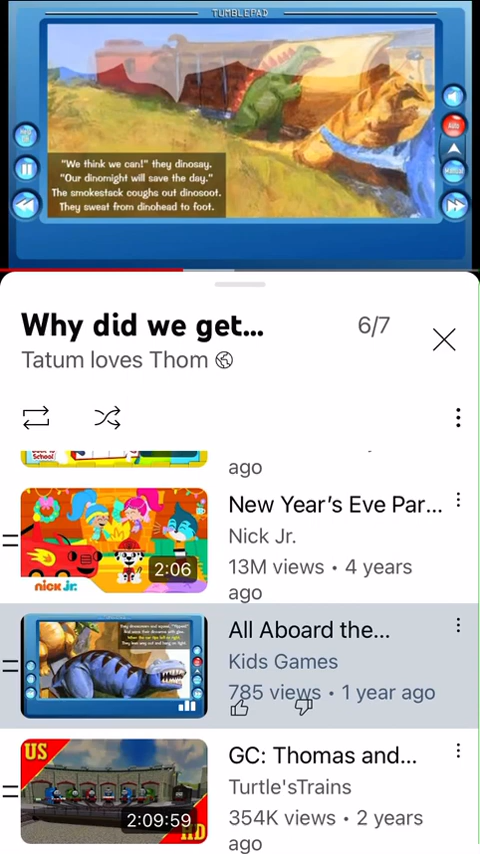 TUMBLEPAD
Auto
Manual
"We think we can!" they dinosay.
"Our dinomight will save the day."
The smokestack coughs out dinosoot.
They sweat from dinohead to foot.
Why did we get...
6/7
Tatum loves Thom
ago
New Year's Eve Par...
Nick Jr.
13M views • 4 years
ago
2:06
nick jr.
All Aboard the...
Kids Games
785 views • 1 year ago
GC: Thomas and...
Turtle'sTrains
354K views • 2 years
ago
US
2:09:59
HD